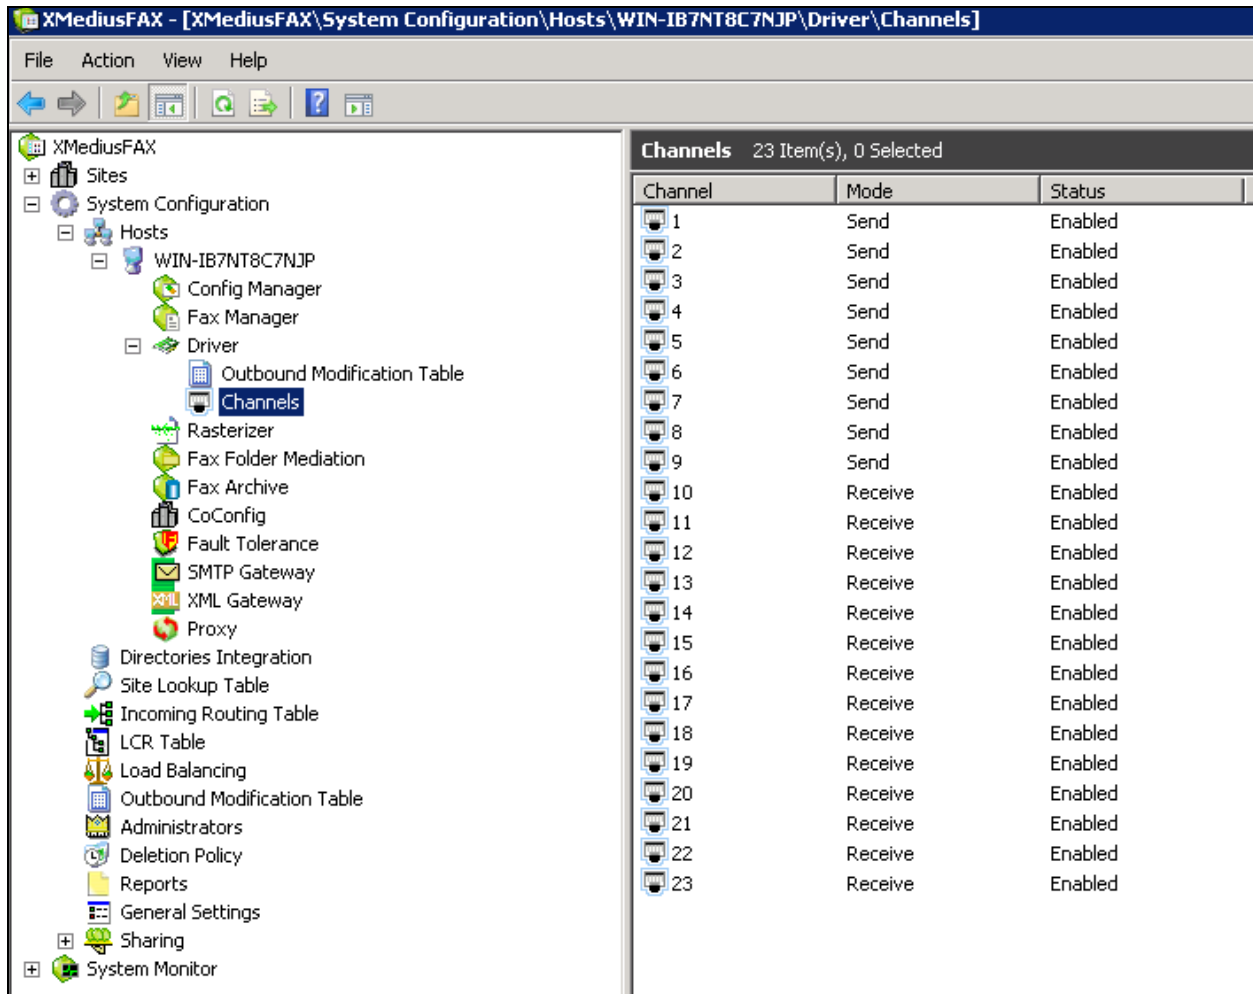 XMediusFAX - [XMediusFAX\System Configuration\Hosts\WIN-IB7NT8C7NJP\Driver\Channels]
File Action View Help
XMediusFAX
Sites
System Configuration
Hosts
WIN-IB7NT8C7NJP
Config Manager
Fax Manager
Driver
Outbound Modification Table
Channels
Rasterizer
Fax Folder Mediation
Fax Archive
CoConfig
Fault Tolerance
SMTP Gateway
XML Gateway
Proxy
Directories Integration
Site Lookup Table
Incoming Routing Table
LCR Table
Load Balancing
Outbound Modification Table
Administrators
Deletion Policy
Reports
General Settings
Sharing
System Monitor
Channels 23 Item(s), 0 Selected
Channel Mode Status
1 Send Enabled
2 Send Enabled
3 Send Enabled
4 Send Enabled
5 Send Enabled
6 Send Enabled
7 Send Enabled
8 Send Enabled
9 Send Enabled
10 Receive Enabled
11 Receive Enabled
12 Receive Enabled
13 Receive Enabled
14 Receive Enabled
15 Receive Enabled
16 Receive Enabled
17 Receive Enabled
18 Receive Enabled
19 Receive Enabled
20 Receive Enabled
21 Receive Enabled
22 Receive Enabled
23 Receive Enabled